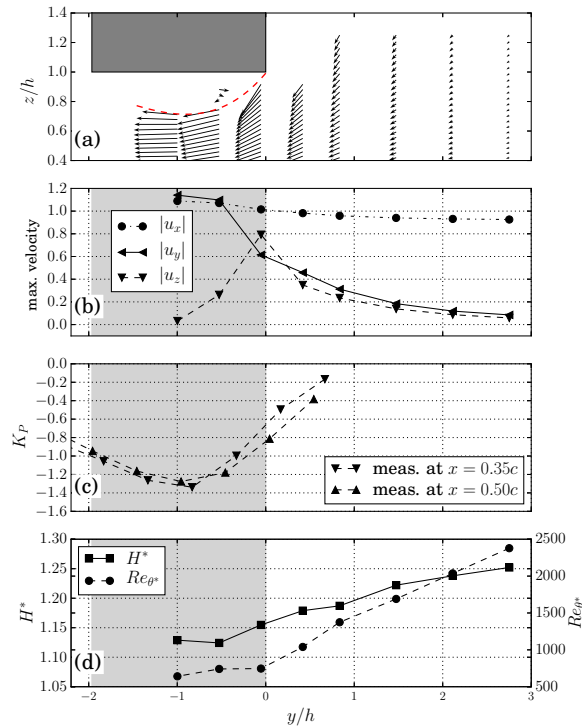 1.4
1.2
1.0
0.8
0.6
0.4
z/h
(a)
1.2
1.0
0.8
0.6
0.4
0.2
0.0
max. velocity
|u_x|
|u_y|
|u_z|
(b)
0.0
−0.2
−0.4
−0.6
−0.8
−1.0
−1.2
−1.4
−1.6
K_P
meas. at x = 0.35c
meas. at x = 0.50c
(c)
1.30
1.25
1.20
1.15
1.10
1.05
H*
H*
Re_θ*
(d)
2500
2000
1500
1000
500
Re_θ*
−2 −1 0 1 2 3
y/h